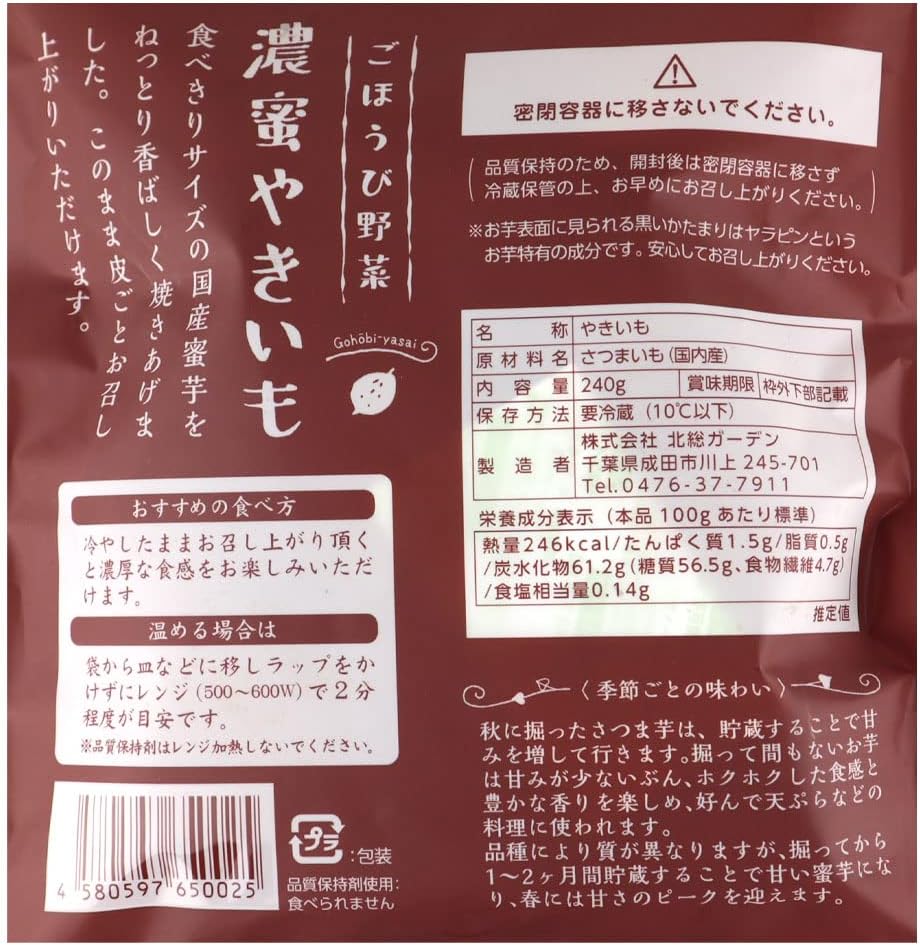 ごほうび野菜
濃蜜やきいも
食べきりサイズの国産蜜芋を
ねっとり香ばしく焼きあげま
した。このまま皮ごとお召し
上がりいただけます。
Gohōbi-yasai
密閉容器に移さないでください。
品質保持のため、開封後は密閉容器に移さず
冷蔵保管の上、お早めにお召し上がりください。
※お芋表面に見られる黒いかたまりはヤラピンという
お芋特有の成分です。安心してお召し上がりください。
名称 やきいも
原材料名 さつまいも(国内産)
内容量 240g 賞味期限 枠外下部記載
保存方法 要冷蔵(10℃以下)
製造者 株式会社 北総ガーデン
千葉県成田市川上 245-701
Tel.0476-37-7911
栄養成分表示(本品 100g あたり標準)
熱量246kcal/たんぱく質1.5g/脂質0.5g
/炭水化物61.2g(糖質56.5g、食物繊維4.7g)
/食塩相当量0.14g
推定値
おすすめの食べ方
冷やしたままお召し上がり頂く
と濃厚な食感をお楽しみいただ
けます。
温める場合は
袋から皿などに移しラップをか
けずにレンジ(500〜600W)で2分
程度が目安です。
※品質保持剤はレンジ加熱しないでください。
〈季節ごとの味わい〉
秋に掘ったさつま芋は、貯蔵することで甘
みを増して行きます。掘って間もないお芋
は甘みが少ないぶん、ホクホクした食感と
豊かな香りを楽しめ、好んで天ぷらなどの
料理に使われます。
品種により質が異なりますが、掘ってから
1〜2ヶ月間貯蔵することで甘い蜜芋にな
り、春には甘さのピークを迎えます。
4 580597 650025
プラ
:包装
品質保持剤使用:
食べられません